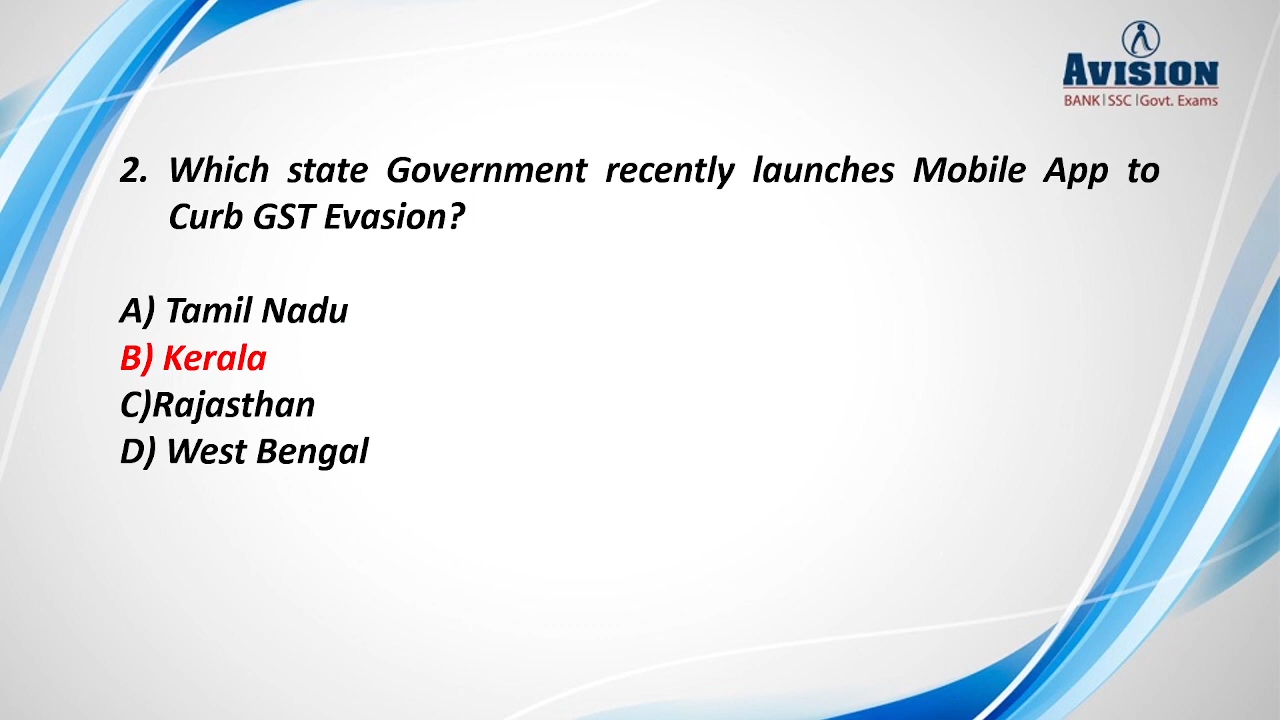 AVISION
BANK|SSC|Govt. Exams
2. Which state Government recently launches Mobile App to
Curb GST Evasion?
A) Tamil Nadu
B) Kerala
C)Rajasthan
D) West Bengal